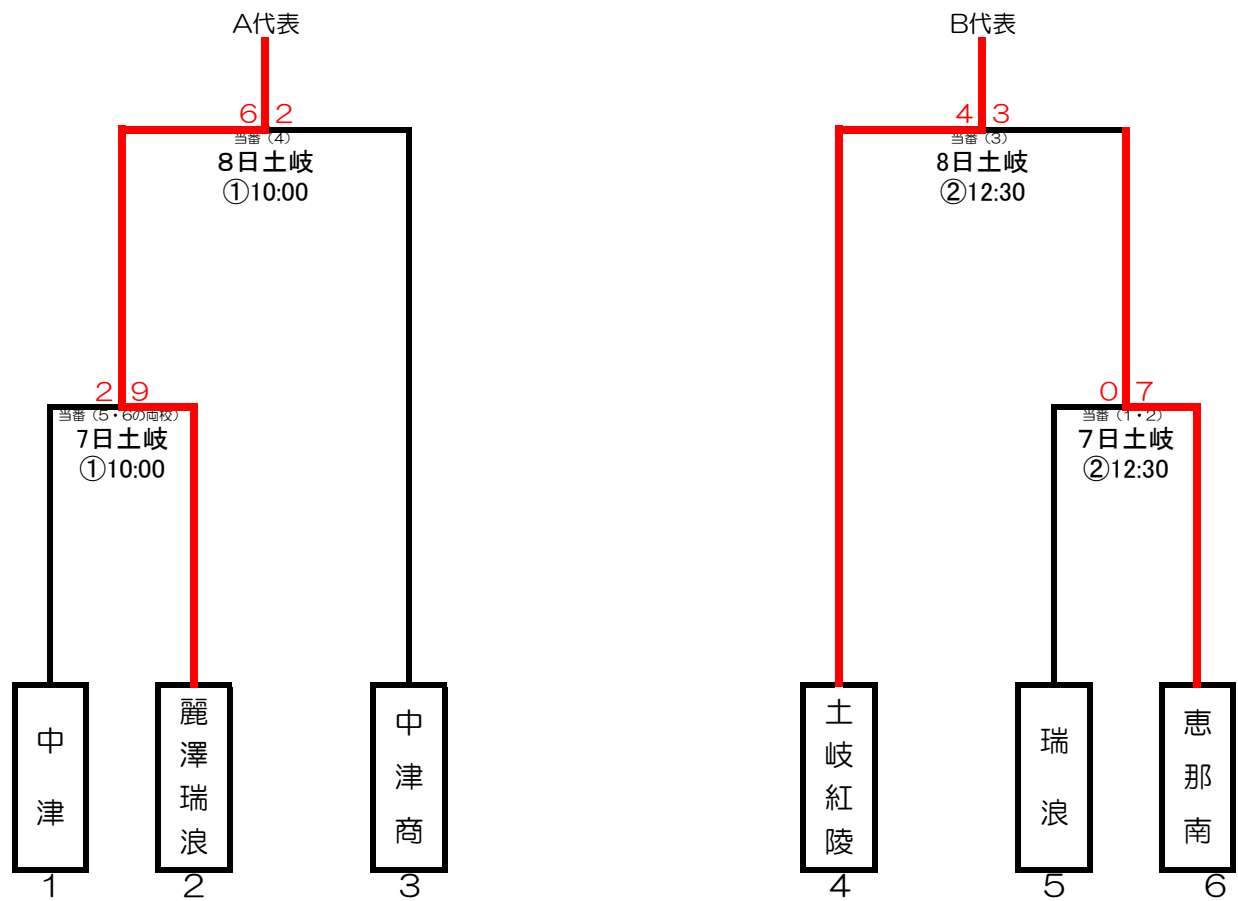 A代表
6 2
当番（4）
8日土岐
①10:00
2 9
当番（5・6の両校）
7日土岐
①10:00
中津
1
麗澤瑞浪
2
中津商
3
B代表
4 3
当番（3）
8日土岐
②12:30
0 7
当番（1・2）
7日土岐
②12:30
土岐紅陵
4
瑞浪
5
恵那南
6